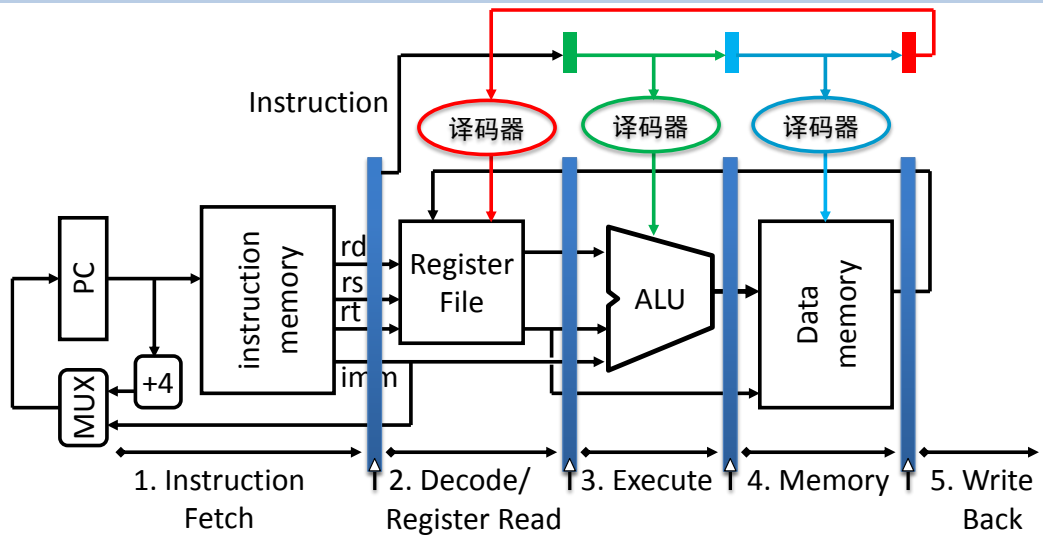 Instruction
译码器
译码器
译码器
PC
instruction
memory
rd
rs
rt
imm
Register
File
ALU
Data
memory
+4
MUX
1. Instruction
Fetch
2. Decode/
Register Read
3. Execute
4. Memory
5. Write
Back